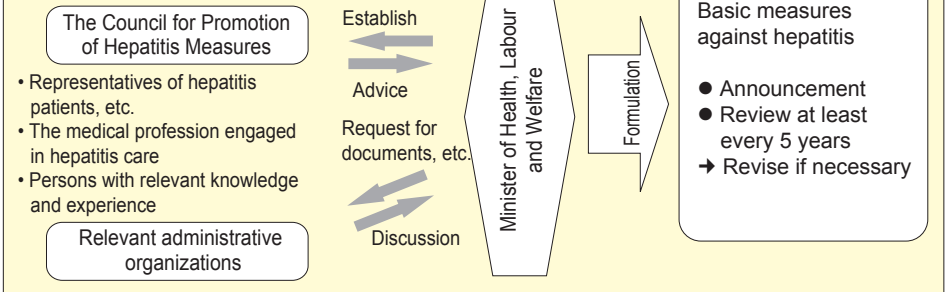 The Council for Promotion
of Hepatitis Measures
• Representatives of hepatitis
patients, etc.
• The medical profession engaged
in hepatitis care
• Persons with relevant knowledge
and experience
Relevant administrative
organizations
Establish
Advice
Request for
documents, etc.
Discussion
Minister of Health, Labour
and Welfare
Formulation
Basic measures
against hepatitis
● Announcement
● Review at least
every 5 years
➔ Revise if necessary